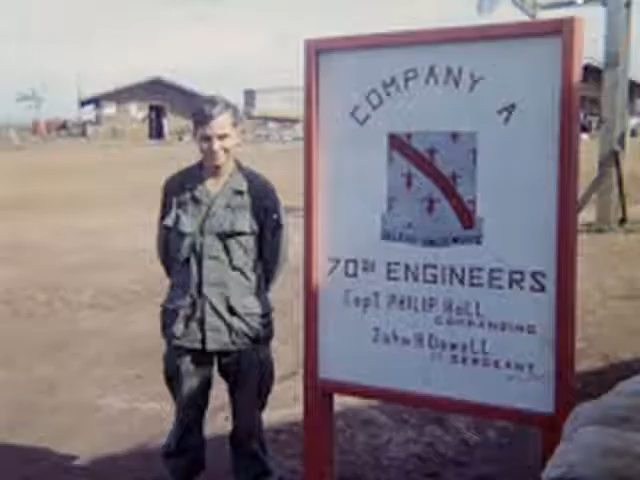 COMPANY A
70TH ENGINEERS
CapT PHILIP HaLL
COMMANDING
John H DowelL
1st SERGEANT